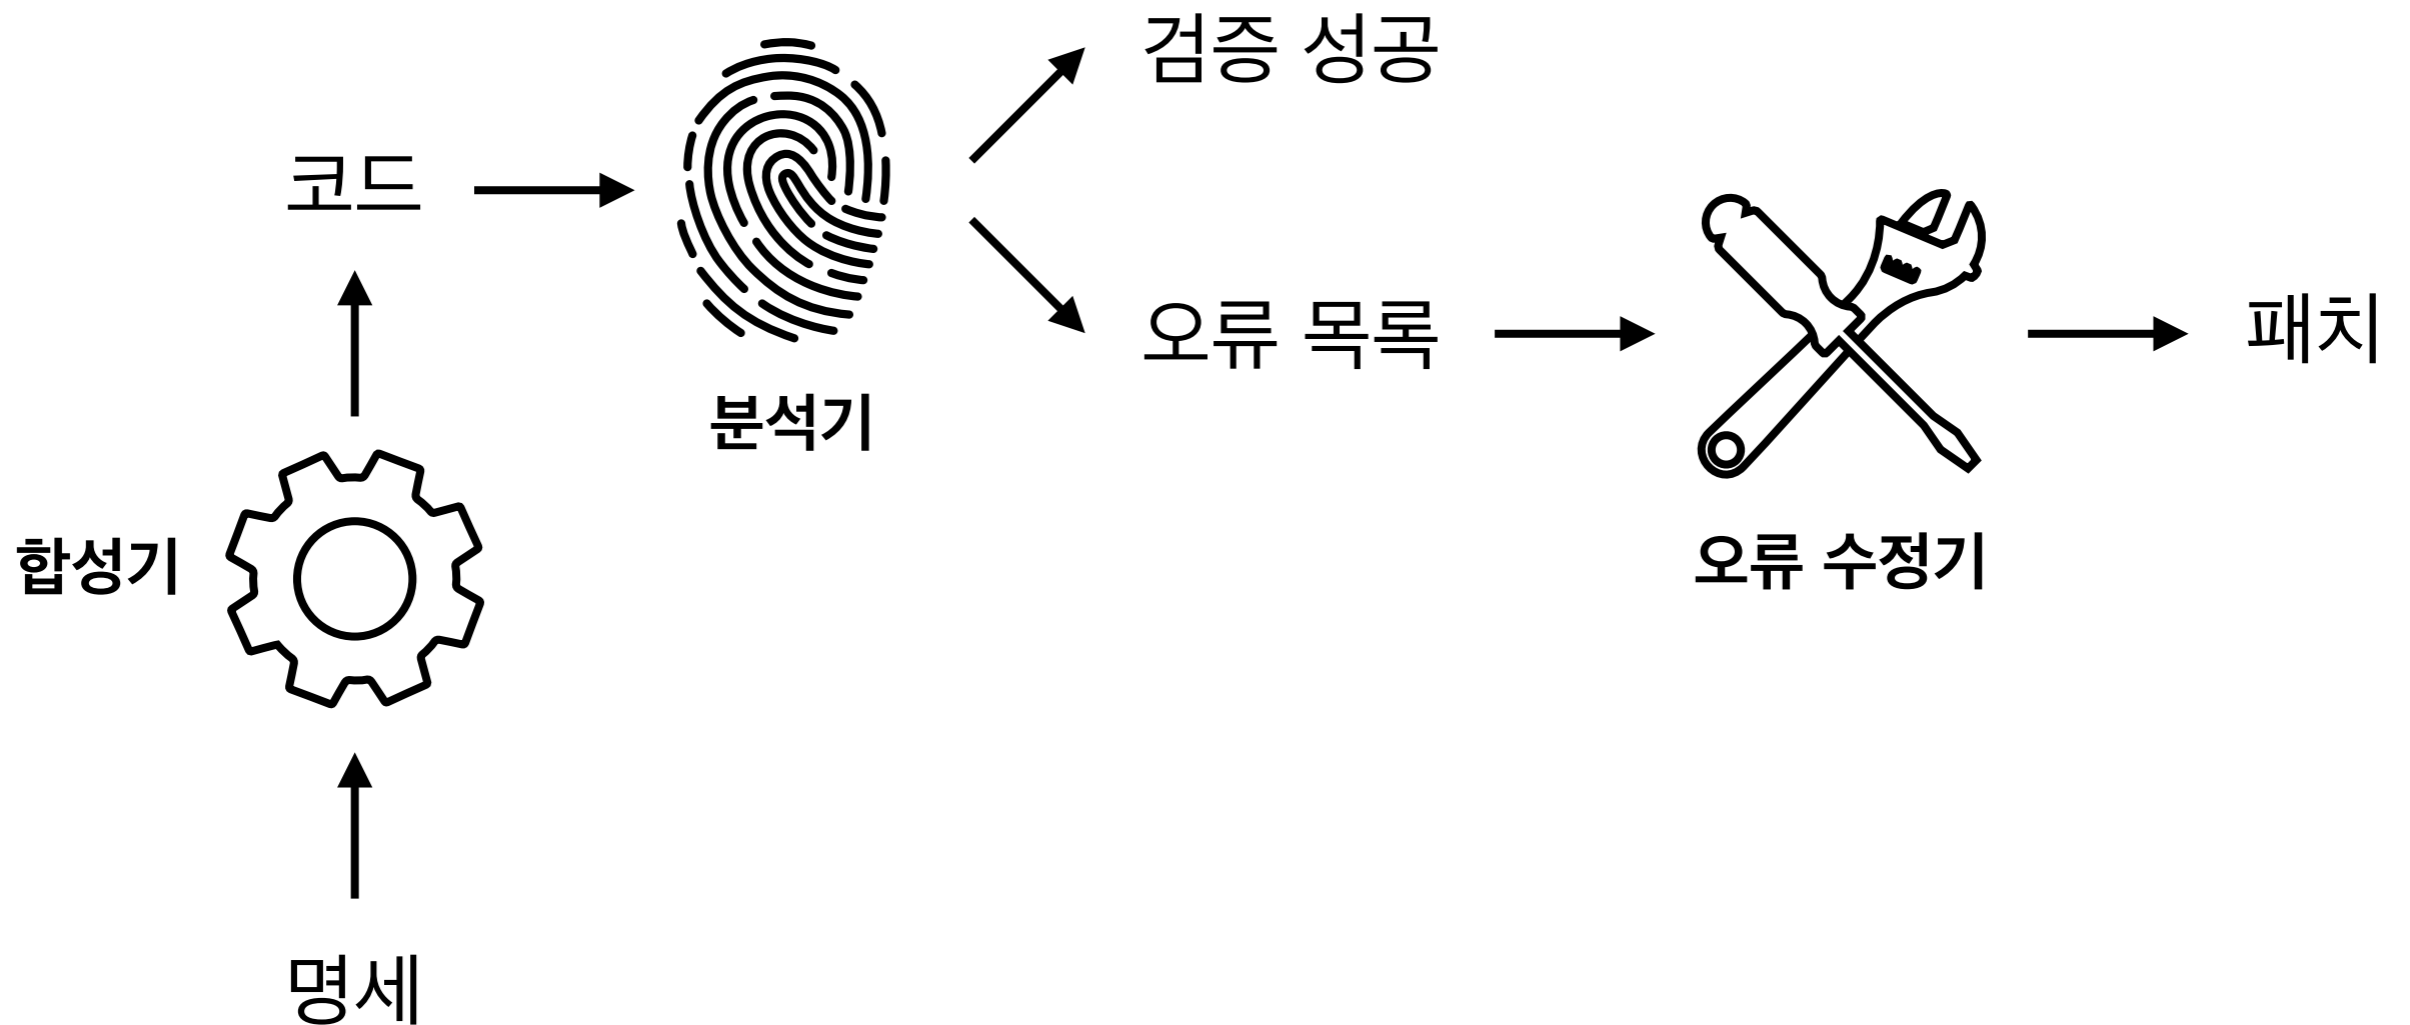 검증 성공
코드
분석기
오류 목록
패치
합성기
오류 수정기
명세